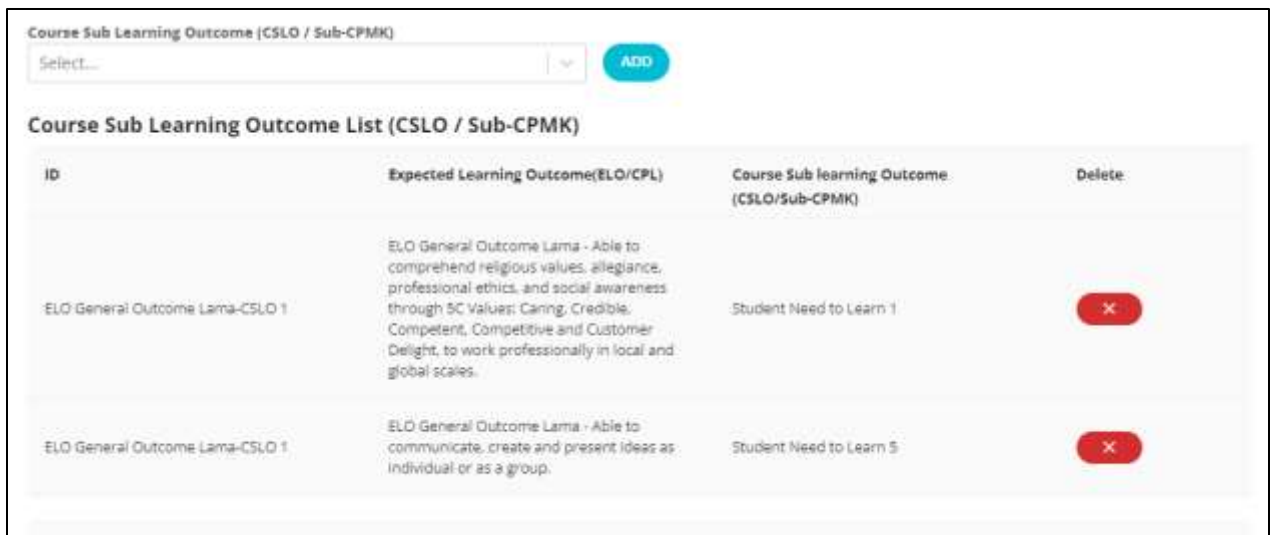 Course Sub Learning Outcome (CSLO / Sub-CPMK)
Select...
ADD
Course Sub Learning Outcome List (CSLO / Sub-CPMK)
ID
Expected Learning Outcome(ELO/CPL)
Course Sub learning Outcome
(CSLO/Sub-CPMK)
Delete
ELO General Outcome Lama-CSLO 1
ELO General Outcome Lama - Able to
comprehend religious values, allegiance,
professional ethics, and social awareness
through 5C Values: Caring, Credible,
Competent, Competitive and Customer
Delight, to work professionally in local and
global scales.
Student Need to Learn 1
ELO General Outcome Lama-CSLO 1
ELO General Outcome Lama - Able to
communicate, create and present ideas as
individual or as a group.
Student Need to Learn 5